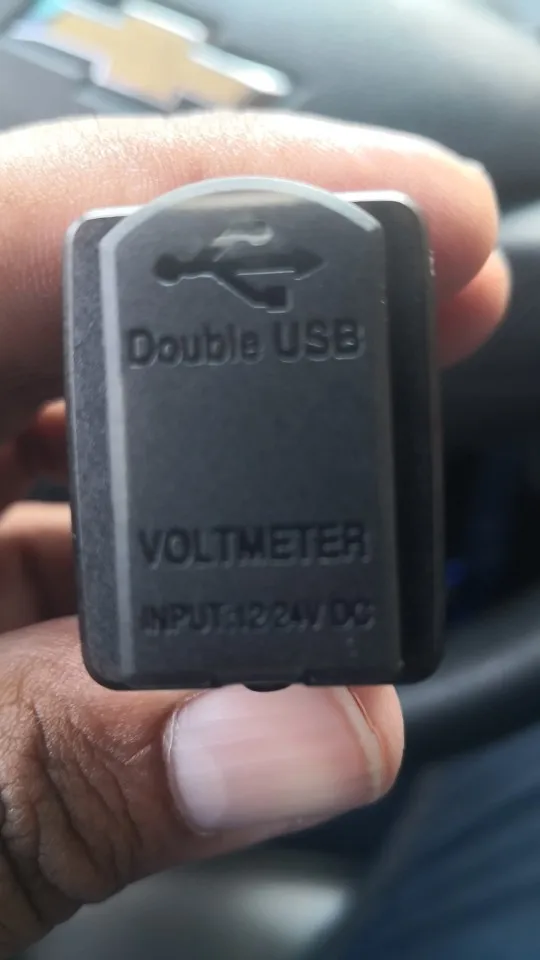 Double USB
VOLTMETER
INPUT:12/24V DC